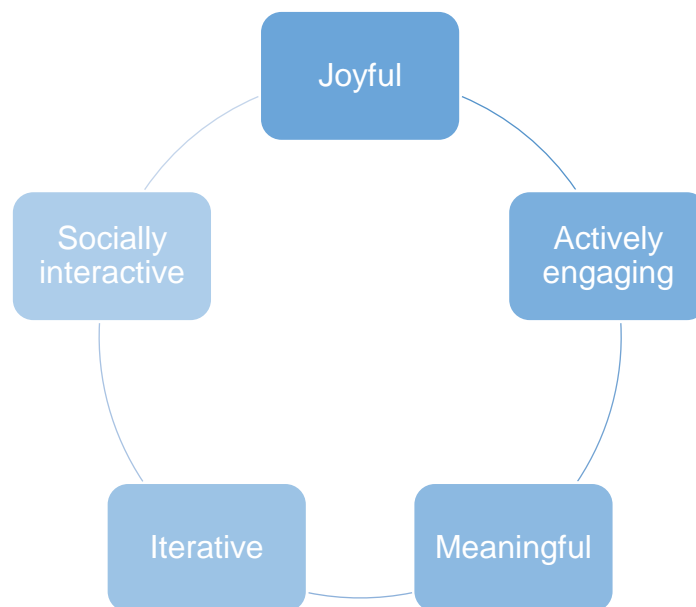 Joyful
Actively
engaging
Meaningful
Iterative
Socially
interactive